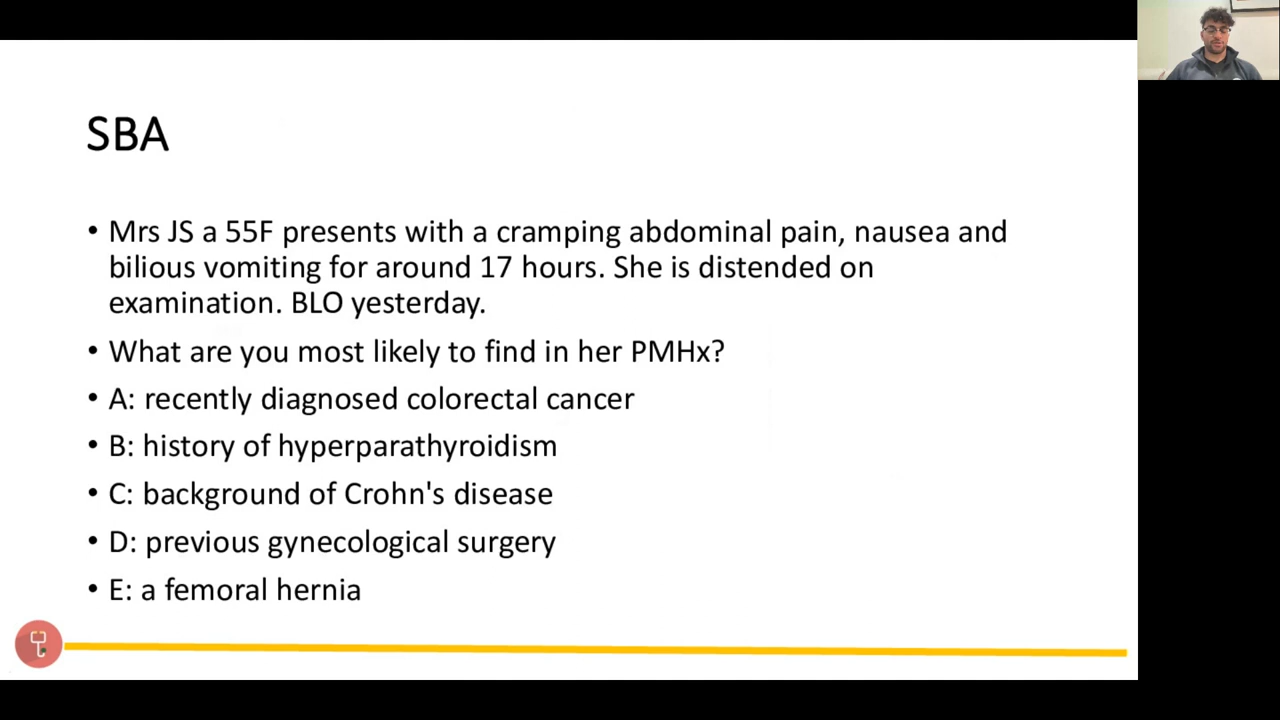 SBA
• Mrs JS a 55F presents with a cramping abdominal pain, nausea and
bilious vomiting for around 17 hours. She is distended on
examination. BLO yesterday.
• What are you most likely to find in her PMHx?
• A: recently diagnosed colorectal cancer
• B: history of hyperparathyroidism
• C: background of Crohn's disease
• D: previous gynecological surgery
• E: a femoral hernia